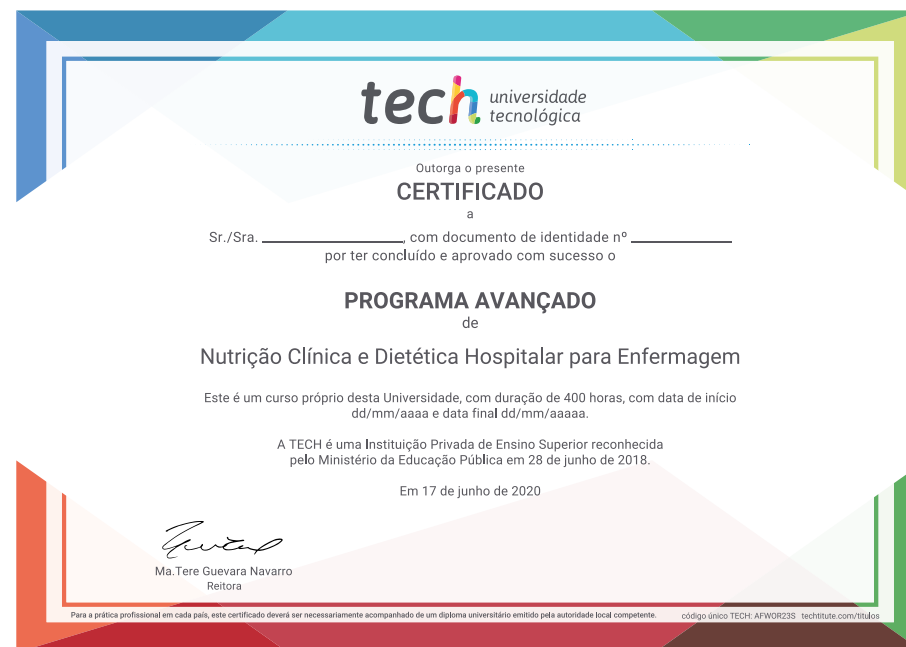 tech universidade
tecnológica
Outorga o presente
CERTIFICADO
a
Sr./Sra. ____________, com documento de identidade nº ____________
por ter concluído e aprovado com sucesso o
PROGRAMA AVANÇADO
de
Nutrição Clínica e Dietética Hospitalar para Enfermagem
Este é um curso próprio desta Universidade, com duração de 400 horas, com data de início
dd/mm/aaaa e data final dd/mm/aaaaa.
A TECH é uma Instituição Privada de Ensino Superior reconhecida
pelo Ministério da Educação Pública em 28 de junho de 2018.
Em 17 de junho de 2020
Ma.Tere Guevara Navarro
Reitora
Para a prática profissional em cada país, este certificado deverá ser necessariamente acompanhado de um diploma universitário emitido pela autoridade local competente. código único TECH: AFWOR23S techtitute.com/titulos